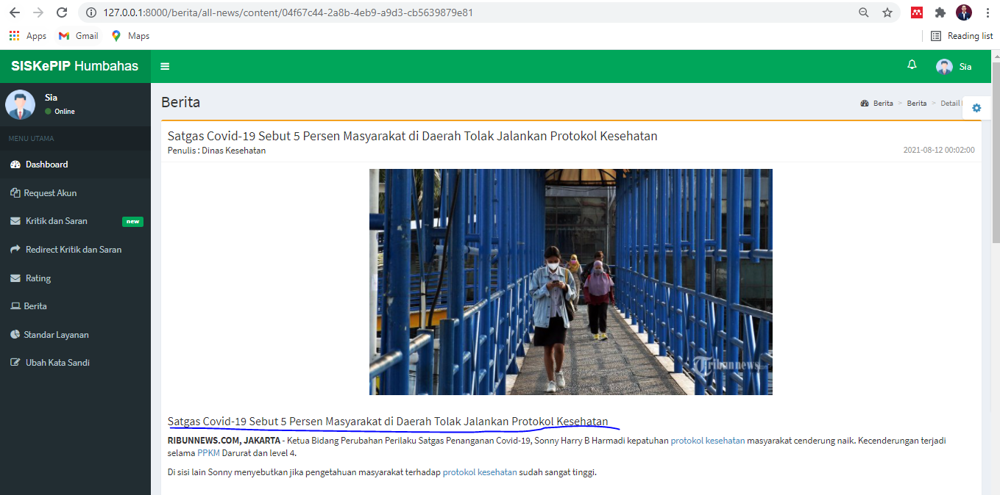 127.0.0.1:8000/berita/all-news/content/04f67c44-2a8b-4eb9-a9d3-cb5639879e81
Apps Gmail Maps Reading list
SISKePIP Humbahas Sia
Sia
Online
MENU UTAMA
Dashboard
Request Akun
Kritik dan Saran new
Redirect Kritik dan Saran
Rating
Berita
Standar Layanan
Ubah Kata Sandi
Berita Berita > Berita > Detail
Satgas Covid-19 Sebut 5 Persen Masyarakat di Daerah Tolak Jalankan Protokol Kesehatan
Penulis : Dinas Kesehatan 2021-08-12 00:02:00
Tribunnews.com
Satgas Covid-19 Sebut 5 Persen Masyarakat di Daerah Tolak Jalankan Protokol Kesehatan
RIBUNNEWS.COM, JAKARTA - Ketua Bidang Perubahan Perilaku Satgas Penanganan Covid-19, Sonny Harry B Harmadi kepatuhan protokol kesehatan masyarakat cenderung naik. Kecenderungan terjadi
selama PPKM Darurat dan level 4.
Di sisi lain Sonny menyebutkan jika pengetahuan masyarakat terhadap protokol kesehatan sudah sangat tinggi.